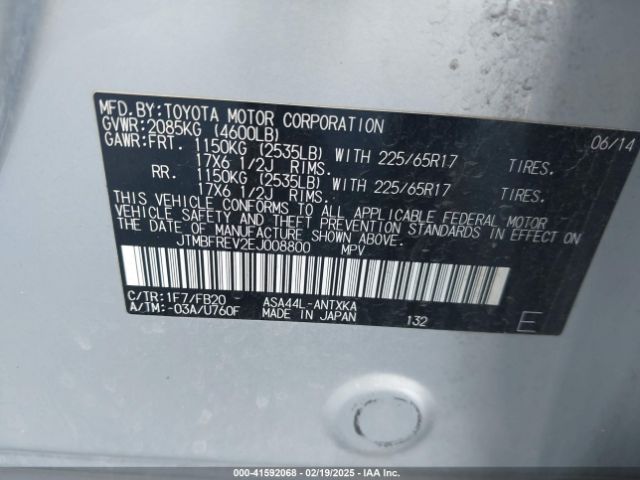 MFD.BY:TOYOTA MOTOR CORPORATION 06/14
GVWR:2085KG (4600LB)
GAWR:FRT. 1150KG (2535LB) WITH 225/65R17 TIRES.
17X6 1/2J RIMS.
RR. 1150KG (2535LB) WITH 225/65R17 TIRES.
17X6 1/2J RIMS.
THIS VEHICLE CONFORMS TO ALL APPLICABLE FEDERAL MOTOR
VEHICLE SAFETY AND THEFT PREVENTION STANDARDS IN EFFECT ON
THE DATE OF MANUFACTURE SHOWN ABOVE.
JTMBFREV2EJ008800 MPV
C/TR:1F7/FB20 ASA44L-ANTXKA
A/TM:-03A/U760F MADE IN JAPAN 132 E
000-41592068 - 02/19/2025 - IAA Inc.